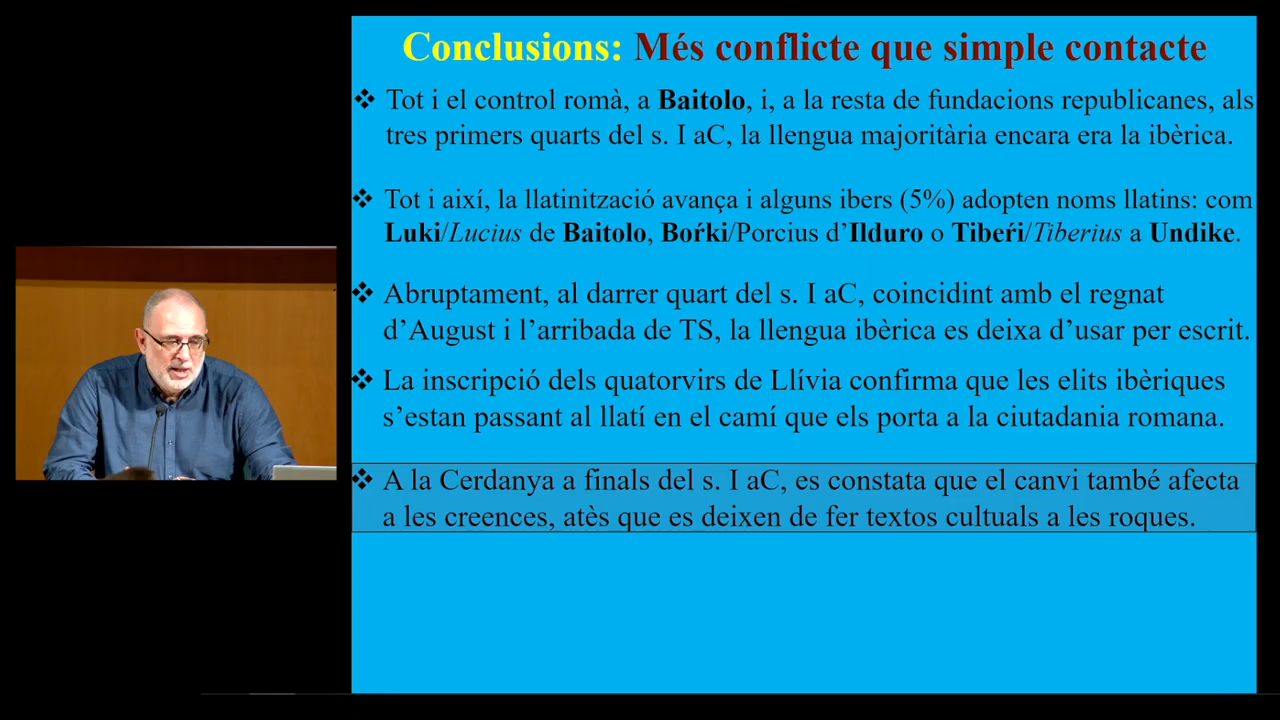 Conclusions: Més conflicte que simple contacte
❖ Tot i el control romà, a Baitolo, i, a la resta de fundacions republicanes, als
tres primers quarts del s. I aC, la llengua majoritària encara era la ibèrica.
❖ Tot i així, la llatinització avança i alguns ibers (5%) adopten noms llatins: com
Luki/Lucius de Baitolo, Boŕki/Porcius d’Ilduro o Tibeŕi/Tiberius a Undike.
❖ Abruptament, al darrer quart del s. I aC, coincidint amb el regnat
d’August i l’arribada de TS, la llengua ibèrica es deixa d’usar per escrit.
❖ La inscripció dels quatorvirs de Llívia confirma que les elits ibèriques
s’estan passant al llatí en el camí que els porta a la ciutadania romana.
❖ A la Cerdanya a finals del s. I aC, es constata que el canvi també afecta
a les creences, atès que es deixen de fer textos cultuals a les roques.